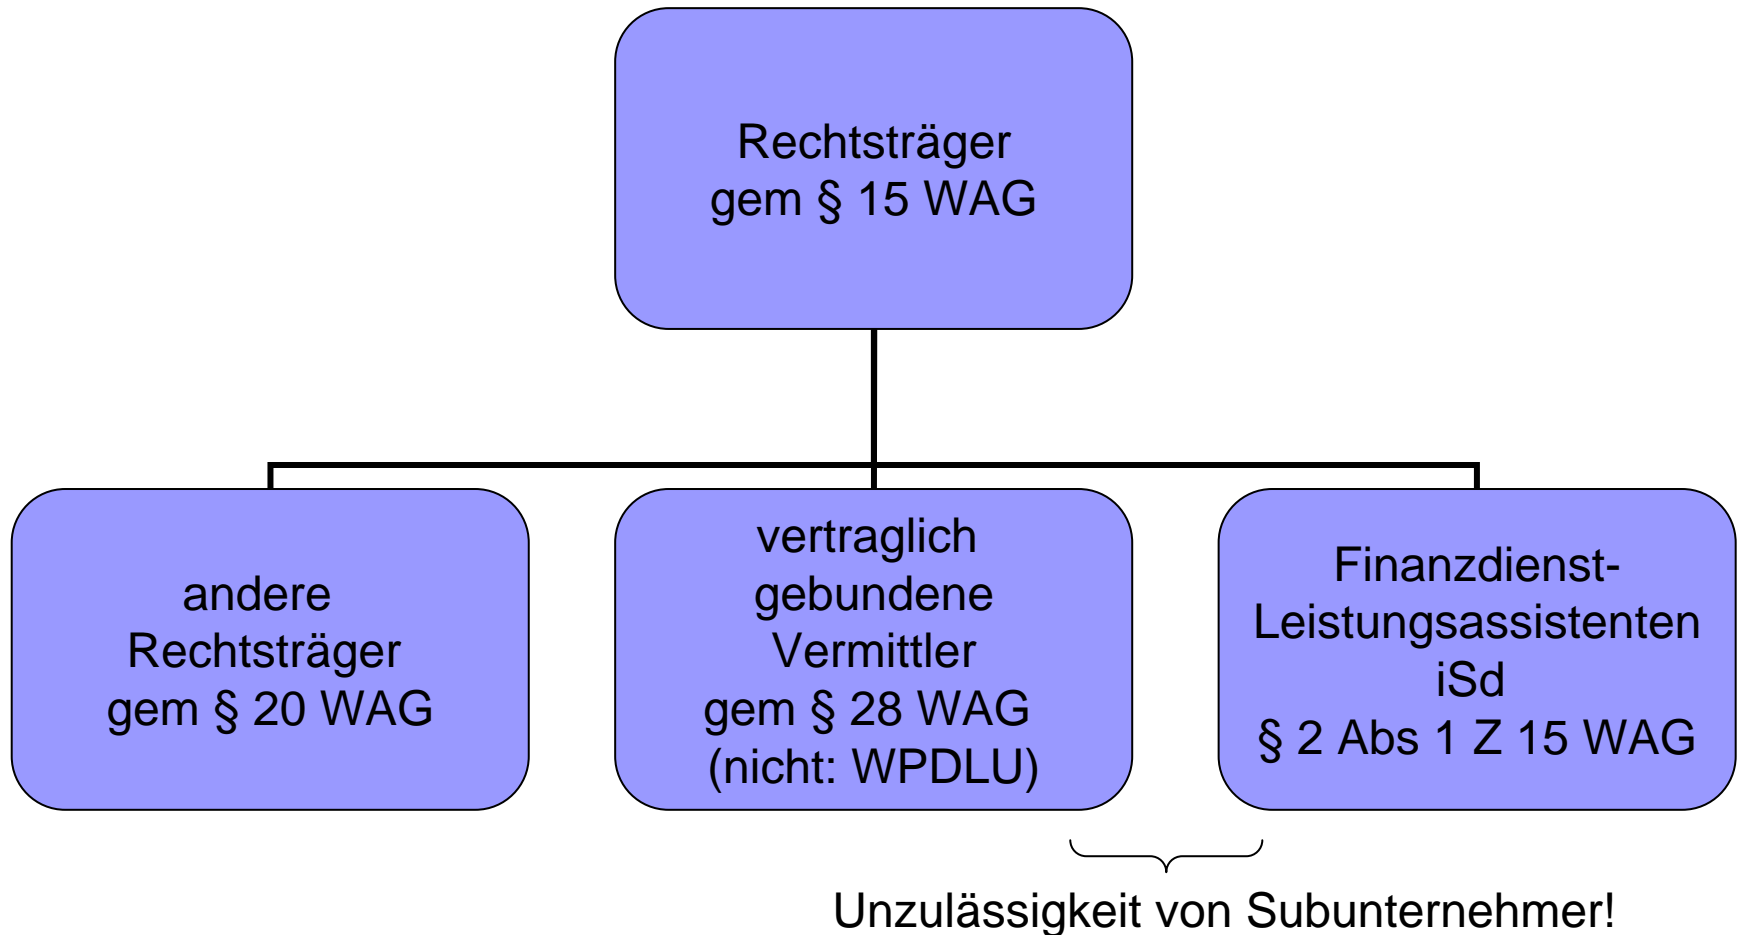 Rechtsträger
gem § 15 WAG
andere
Rechtsträger
gem § 20 WAG
vertraglich
gebundene
Vermittler
gem § 28 WAG
(nicht: WPDLU)
Finanzdienst-
Leistungsassistenten
iSd
§ 2 Abs 1 Z 15 WAG
Unzulässigkeit von Subunternehmer!